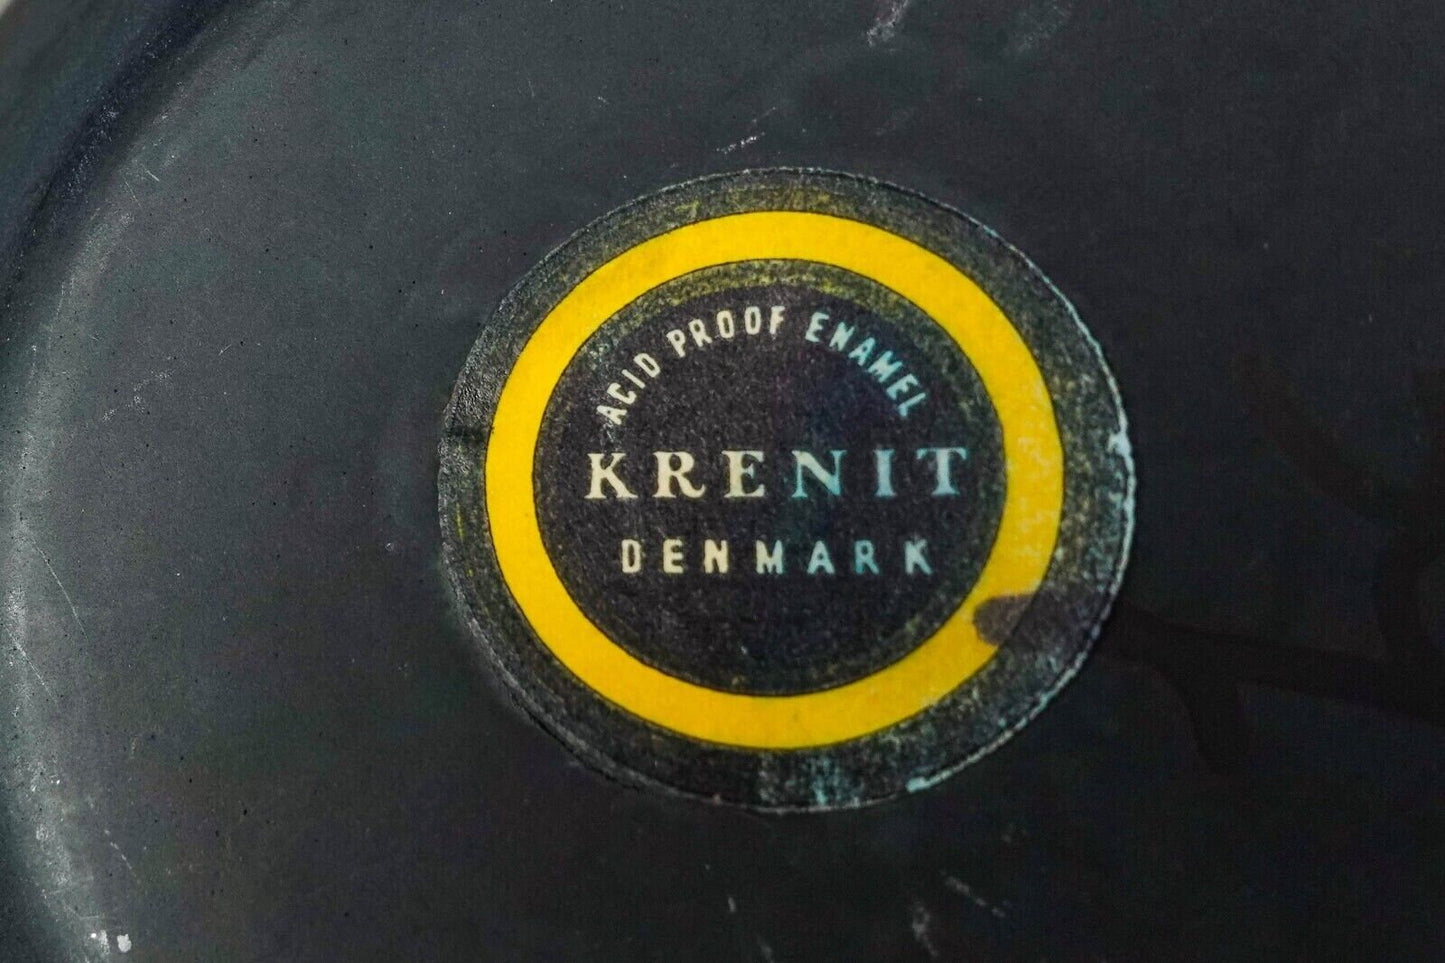 ACID PROOF ENAMEL
KRENIT
DENMARK